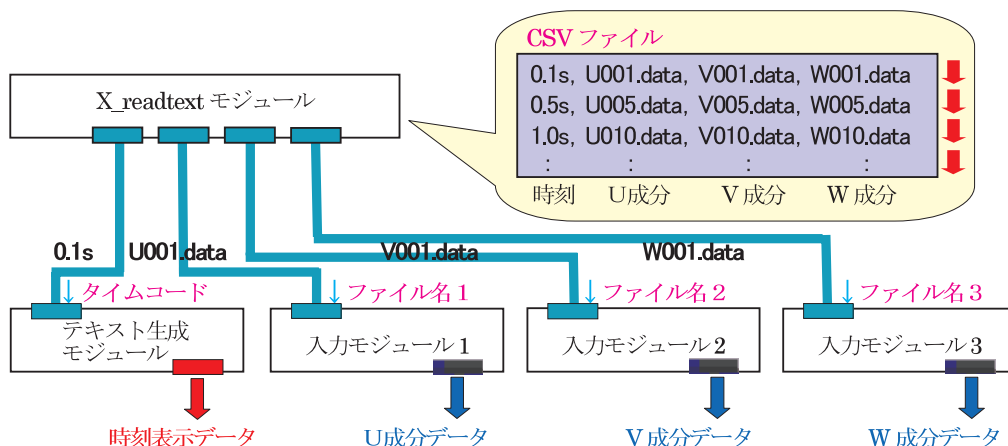 CSV ファイル
0.1s, U001.data, V001.data, W001.data
0.5s, U005.data, V005.data, W005.data
1.0s, U010.data, V010.data, W010.data
: : : :
時刻 U成分 V 成分 W 成分
X_readtext モジュール
0.1s U001.data V001.data W001.data
↓タイムコード ↓ファイル名 1 ↓ファイル名 2 ↓ファイル名 3
テキスト生成
モジュール
入力モジュール 1
入力モジュール 2
入力モジュール 3
時刻表示データ U成分データ V 成分データ W 成分データ